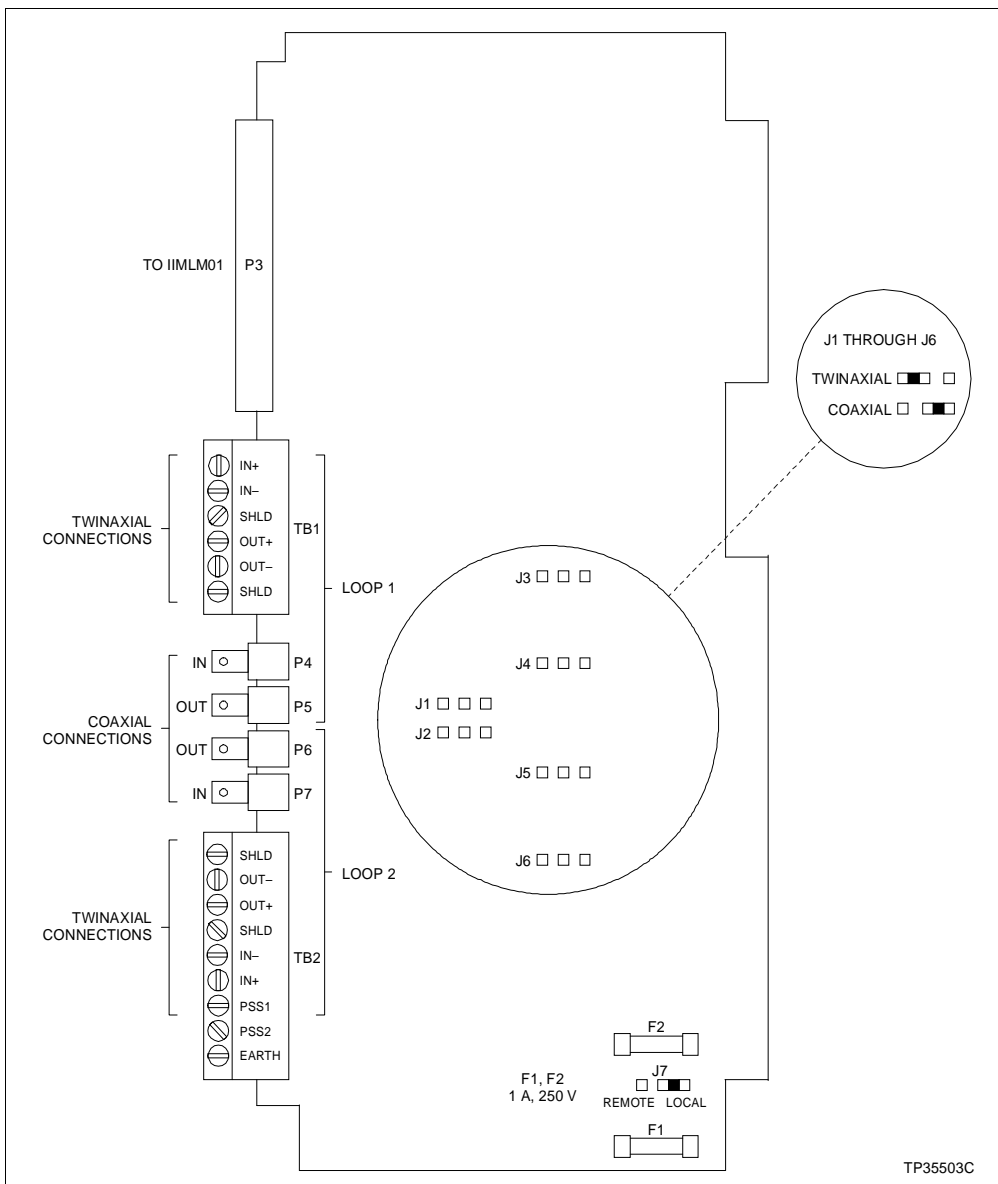 TO IIMLM01
P3
J1 THROUGH J6
TWINAXIAL
COAXIAL
TWINAXIAL
CONNECTIONS
IN+
IN–
SHLD
OUT+
OUT–
SHLD
TB1
LOOP 1
J3
J4
J1
J2
J5
J6
COAXIAL
CONNECTIONS
IN
P4
OUT
P5
OUT
P6
IN
P7
LOOP 2
TWINAXIAL
CONNECTIONS
SHLD
OUT–
OUT+
SHLD
IN–
IN+
PSS1
PSS2
EARTH
TB2
F2
F1, F2
1 A, 250 V
J7
REMOTE LOCAL
F1
TP35503C